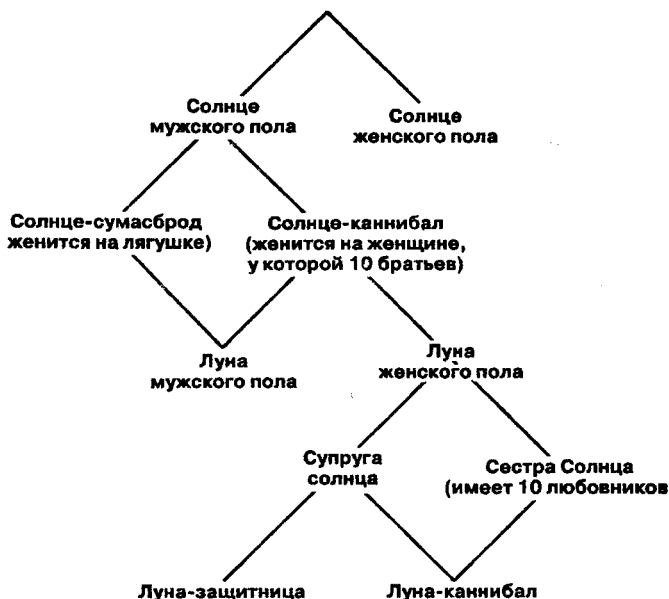 Солнце
мужского пола
Солнце
женского пола
Солнце-сумасброд
женится на лягушке)
Солнце-каннибал
(женится на женщине,
у которой 10 братьев)
Луна
мужского пола
Луна
женского пола
Супруга
солнца
Сестра Солнца
(имеет 10 любовников
Луна-защитница
Луна-каннибал